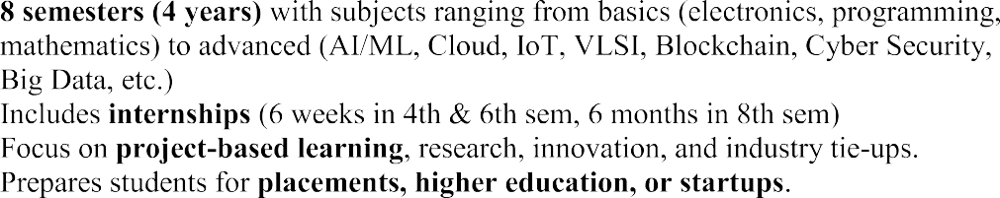 8 semesters (4 years) with subjects ranging from basics (electronics, programming,
mathematics) to advanced (AI/ML, Cloud, IoT, VLSI, Blockchain, Cyber Security,
Big Data, etc.)
Includes internships (6 weeks in 4th & 6th sem, 6 months in 8th sem)
Focus on project-based learning, research, innovation, and industry tie-ups.
Prepares students for placements, higher education, or startups.